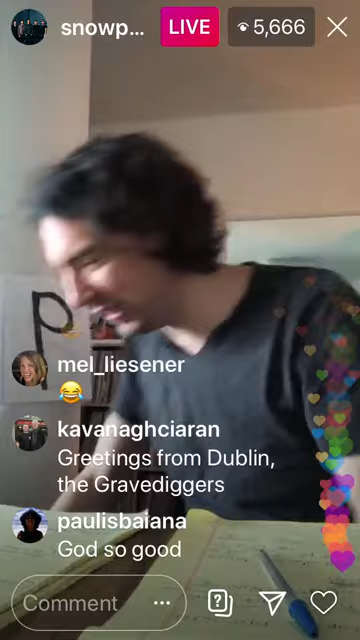 snowp...
LIVE
5,666
P
mel_liesener
😂
kavanaghciaran
Greetings from Dublin,
the Gravediggers
paulisbaiana
God so good
Comment